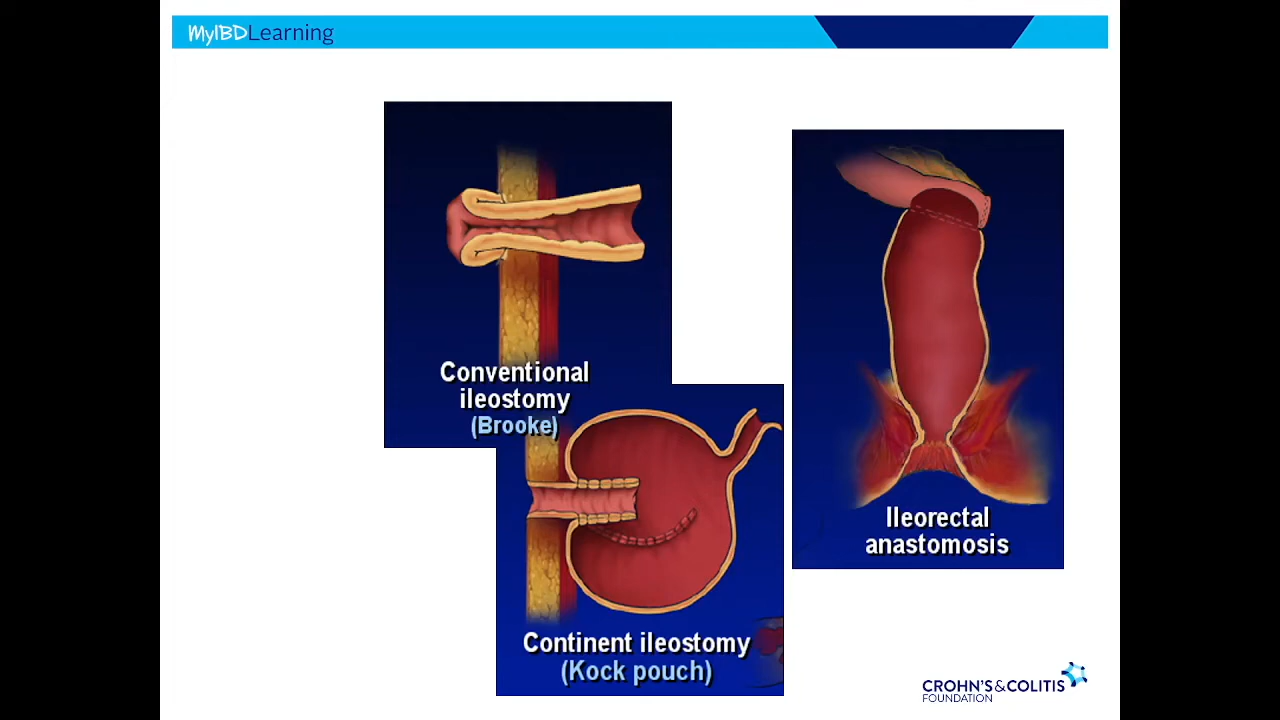 MyIBDLearning
Conventional
ileostomy
(Brooke)
Continent ileostomy
(Kock pouch)
Ileorectal
anastomosis
CROHN'S&COLITIS
FOUNDATION